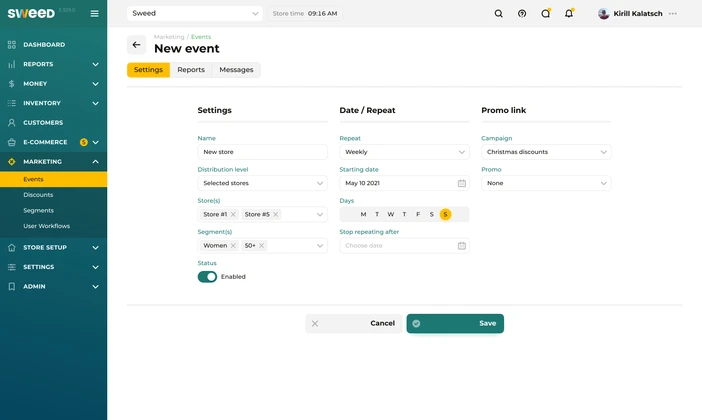 SWEED
Sweed
Store time 09:16 AM
Kirill Kalatsch
DASHBOARD
REPORTS
MONEY
INVENTORY
CUSTOMERS
E-COMMERCE 5
MARKETING
Events
Discounts
Segments
User Workflows
STORE SETUP
SETTINGS
ADMIN
Marketing / Events
New event
Settings Reports Messages
Settings
Name
New store
Distribution level
Selected stores
Store(s)
Store #1 Store #5
Segment(s)
Women 50+
Status
Enabled
Date / Repeat
Repeat
Weekly
Starting date
May 10 2021
Days
M T W T F S S
Stop repeating after
Choose date
Promo link
Campaign
Christmas discounts
Promo
None
Cancel
Save